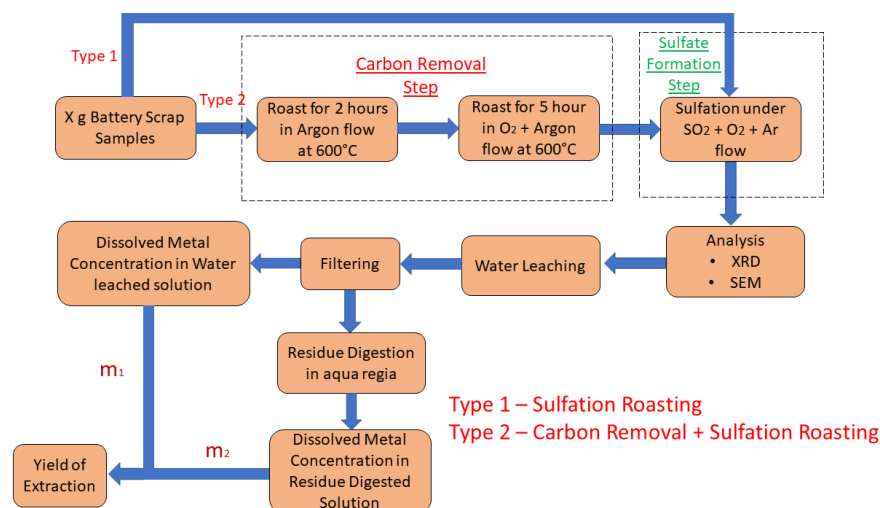 Type 1
Carbon Removal
Step
Sulfate
Formation
Step
Type 2
X g Battery Scrap
Samples
Roast for 2 hours
in Argon flow
at 600°C
Roast for 5 hour
in O₂ + Argon
flow at 600°C
Sulfation under
SO₂ + O₂ + Ar
flow
Dissolved Metal
Concentration in Water
leached solution
Filtering
Water Leaching
Analysis
• XRD
• SEM
Residue Digestion
in aqua regia
m₁
Type 1 – Sulfation Roasting
Type 2 – Carbon Removal + Sulfation Roasting
m₂
Dissolved Metal
Concentration in
Residue Digested
Solution
Yield of
Extraction